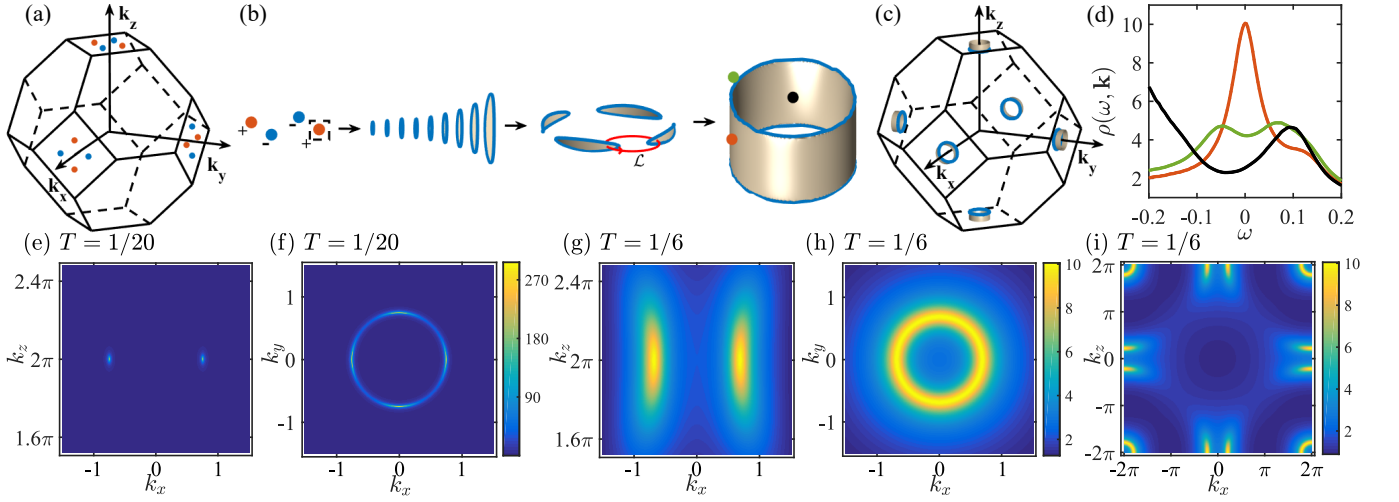 (a)
k_z
k_y
k_x
(b)
+
-
-
+
-
ℒ
(c)
k_z
k_y
k_x
(d)
ρ(ω, k)
10
8
6
4
2
-0.2 -0.1 0 0.1 0.2
ω
(e) T = 1/20
k_z
2.4π
2π
1.6π
-1 0 1
k_x
(f) T = 1/20
k_y
1
0
-1
-1 0 1
k_x
270
180
90
(g) T = 1/6
k_z
2.4π
2π
1.6π
-1 0 1
k_x
(h) T = 1/6
k_y
1
0
-1
-1 0 1
k_x
10
8
6
4
2
(i) T = 1/6
k_z
2π
π
0
-π
-2π
-2π -π 0 π 2π
k_x
10
8
6
4
2